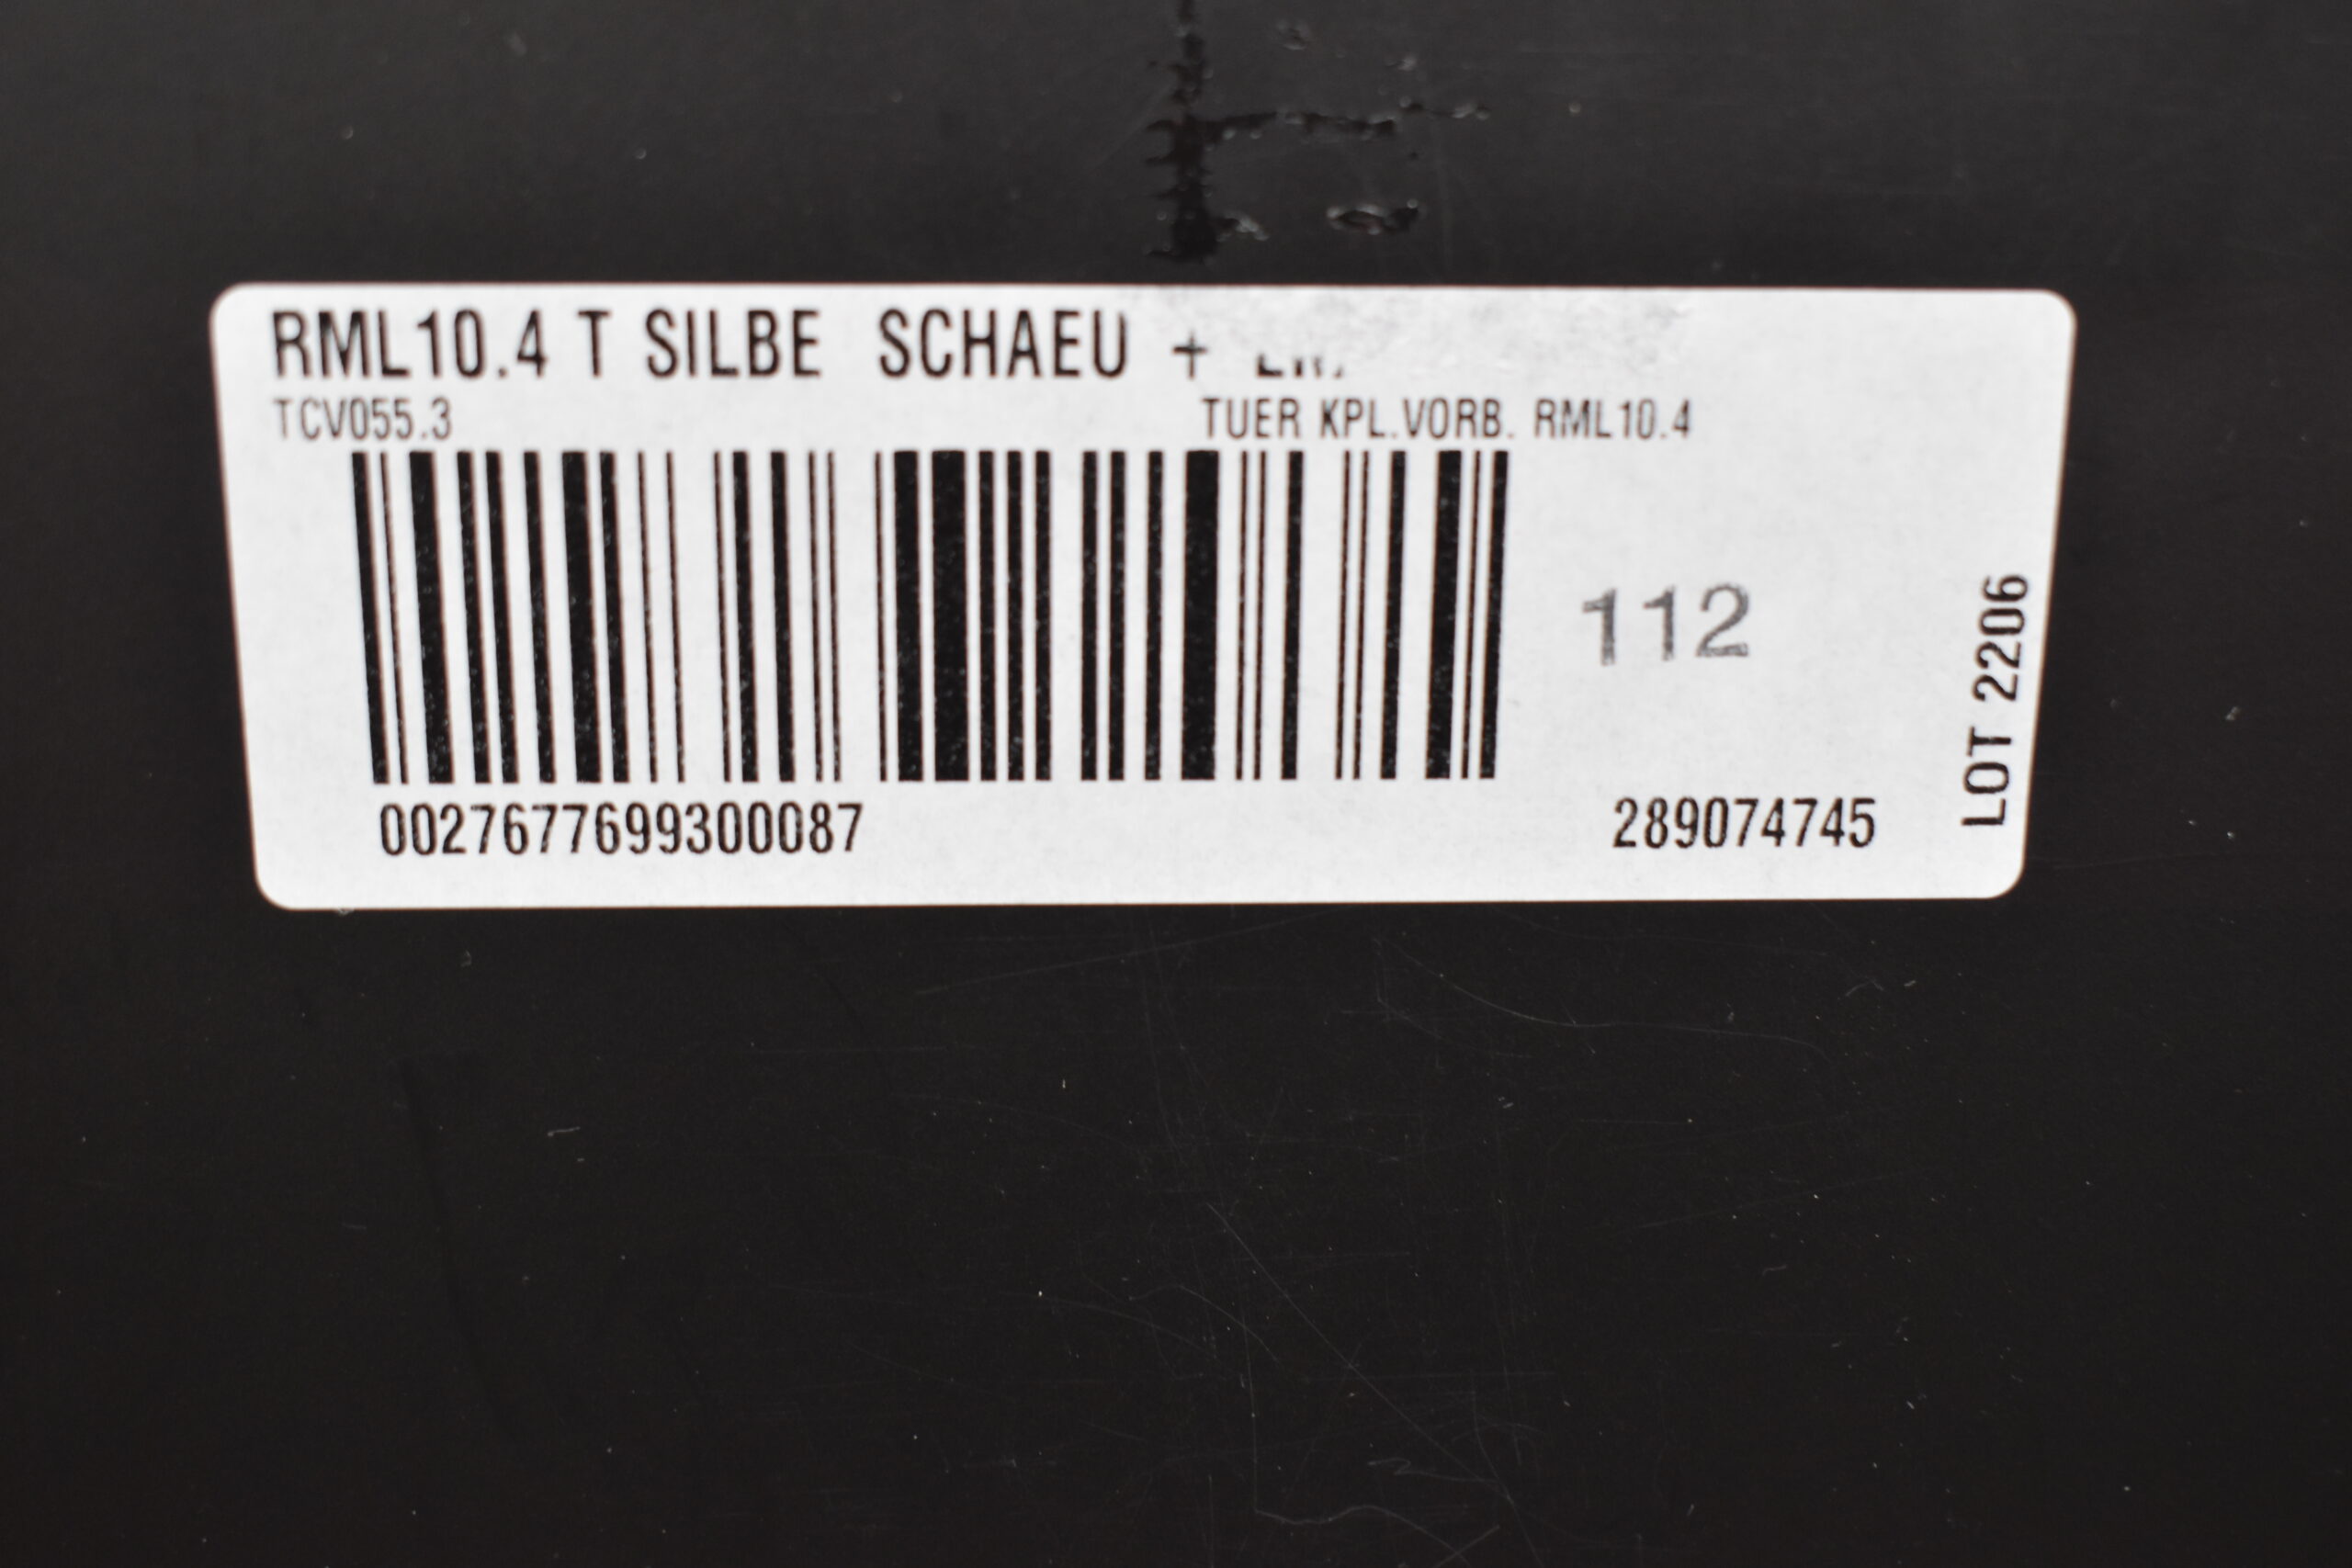 RML10.4 T SILBE SCHAEU +
TCV055.3 TUER KPL.VORB. RML10.4
112
0027677699300087 289074745
LOT 2206